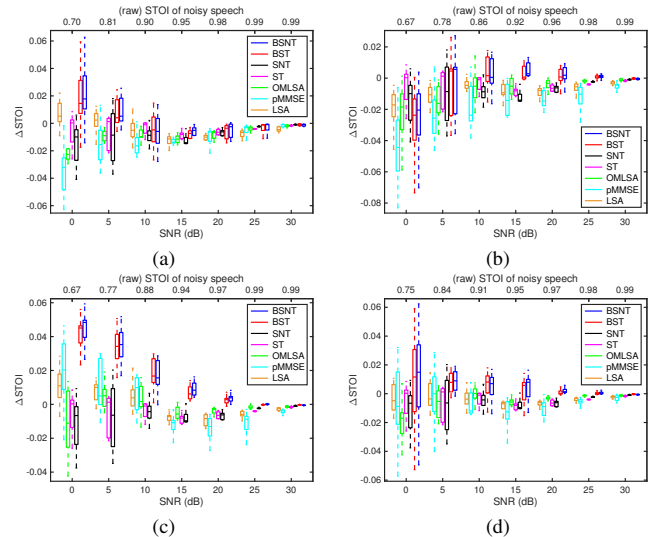 (raw) STOI of noisy speech
0.70 0.81 0.90 0.95 0.98 0.99 0.99
0.06
0.04
0.02
0
-0.02
-0.04
-0.06
ΔSTOI
BSNT
BST
SNT
ST
OMLSA
pMMSE
LSA
0 5 10 15 20 25 30
SNR (dB)
(a)
(raw) STOI of noisy speech
0.67 0.78 0.86 0.92 0.96 0.98 0.99
0.02
0
-0.02
-0.04
-0.06
-0.08
ΔSTOI
BSNT
BST
SNT
ST
OMLSA
pMMSE
LSA
0 5 10 15 20 25 30
SNR (dB)
(b)
(raw) STOI of noisy speech
0.67 0.77 0.88 0.94 0.97 0.99 0.99
0.06
0.04
0.02
0
-0.02
-0.04
ΔSTOI
BSNT
BST
SNT
ST
OMLSA
pMMSE
LSA
0 5 10 15 20 25 30
SNR (dB)
(c)
(raw) STOI of noisy speech
0.75 0.84 0.91 0.95 0.97 0.98 0.99
0.06
0.04
0.02
0
-0.02
-0.04
-0.06
ΔSTOI
BSNT
BST
SNT
ST
OMLSA
pMMSE
LSA
0 5 10 15 20 25 30
SNR (dB)
(d)